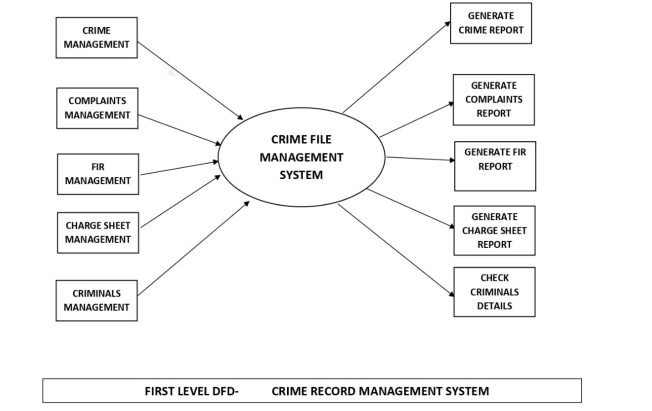 CRIME
MANAGEMENT
COMPLAINTS
MANAGEMENT
FIR
MANAGEMENT
CHARGE SHEET
MANAGEMENT
CRIMINALS
MANAGEMENT
CRIME FILE
MANAGEMENT
SYSTEM
GENERATE
CRIME REPORT
GENERATE
COMPLAINTS
REPORT
GENERATE FIR
REPORT
GENERATE
CHARGE SHEET
REPORT
CHECK
CRIMINALS
DETAILS
FIRST LEVEL DFD- CRIME RECORD MANAGEMENT SYSTEM